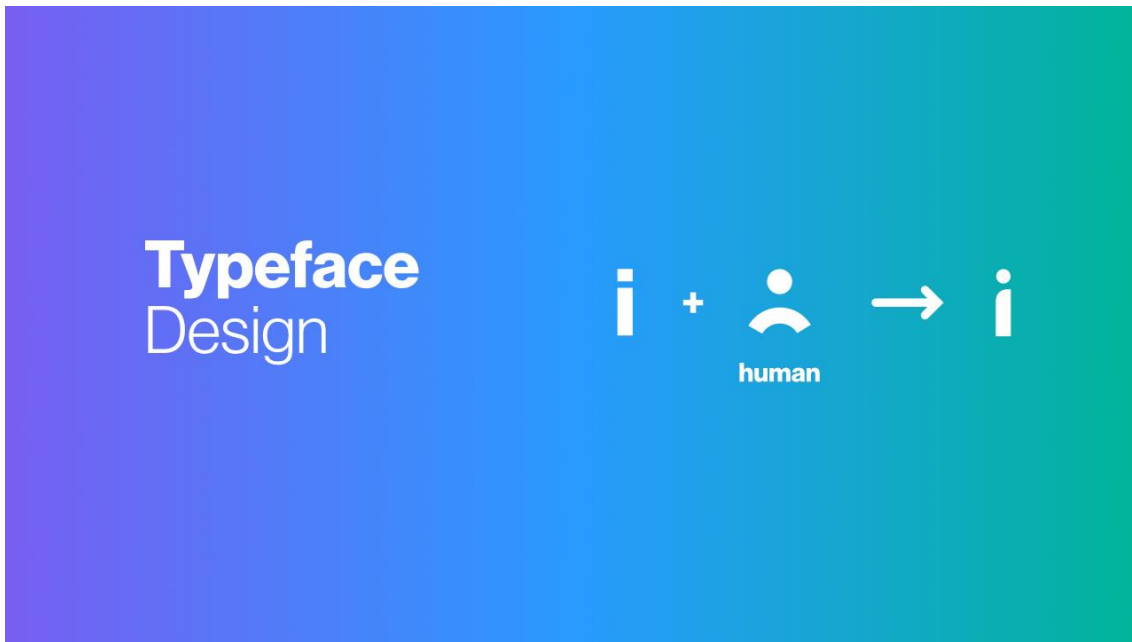 Typeface
Design
i + → i
human